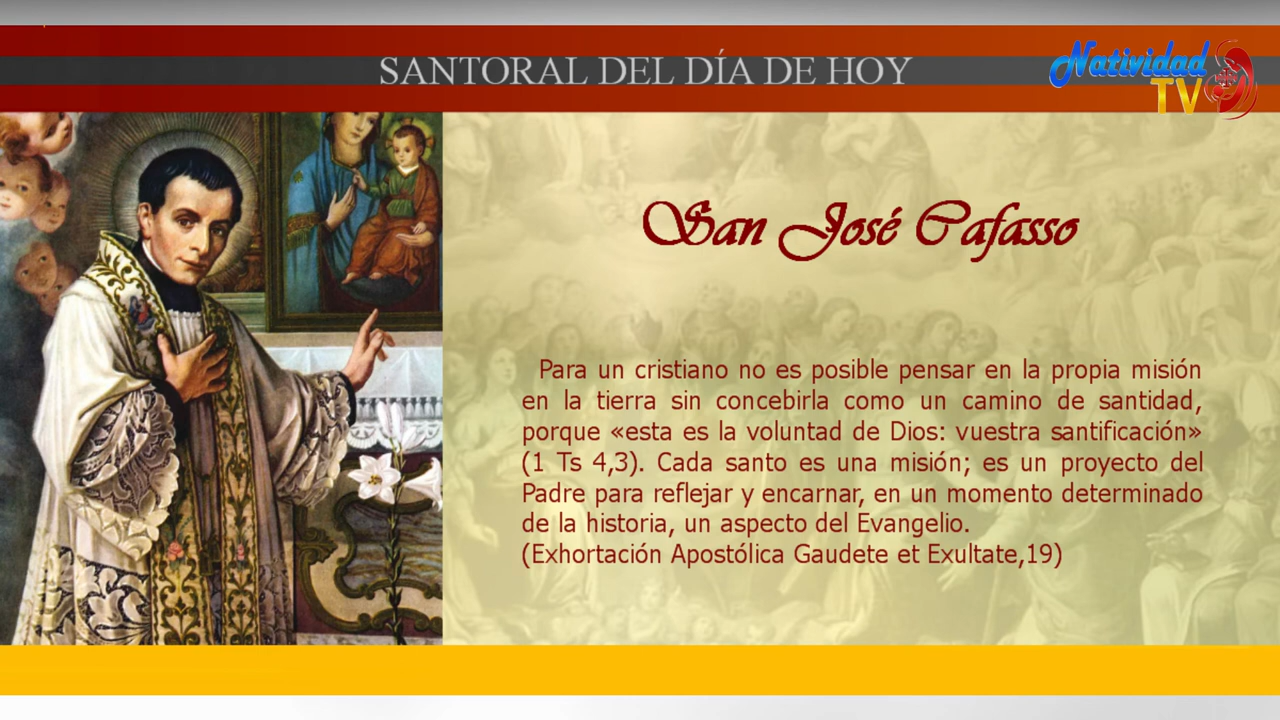 SANTORAL DEL DÍA DE HOY
Natividad
TV
San José Cafasso
Para un cristiano no es posible pensar en la propia misión
en la tierra sin concebirla como un camino de santidad,
porque «esta es la voluntad de Dios: vuestra santificación»
(1 Ts 4,3). Cada santo es una misión; es un proyecto del
Padre para reflejar y encarnar, en un momento determinado
de la historia, un aspecto del Evangelio.
(Exhortación Apostólica Gaudete et Exultate,19)